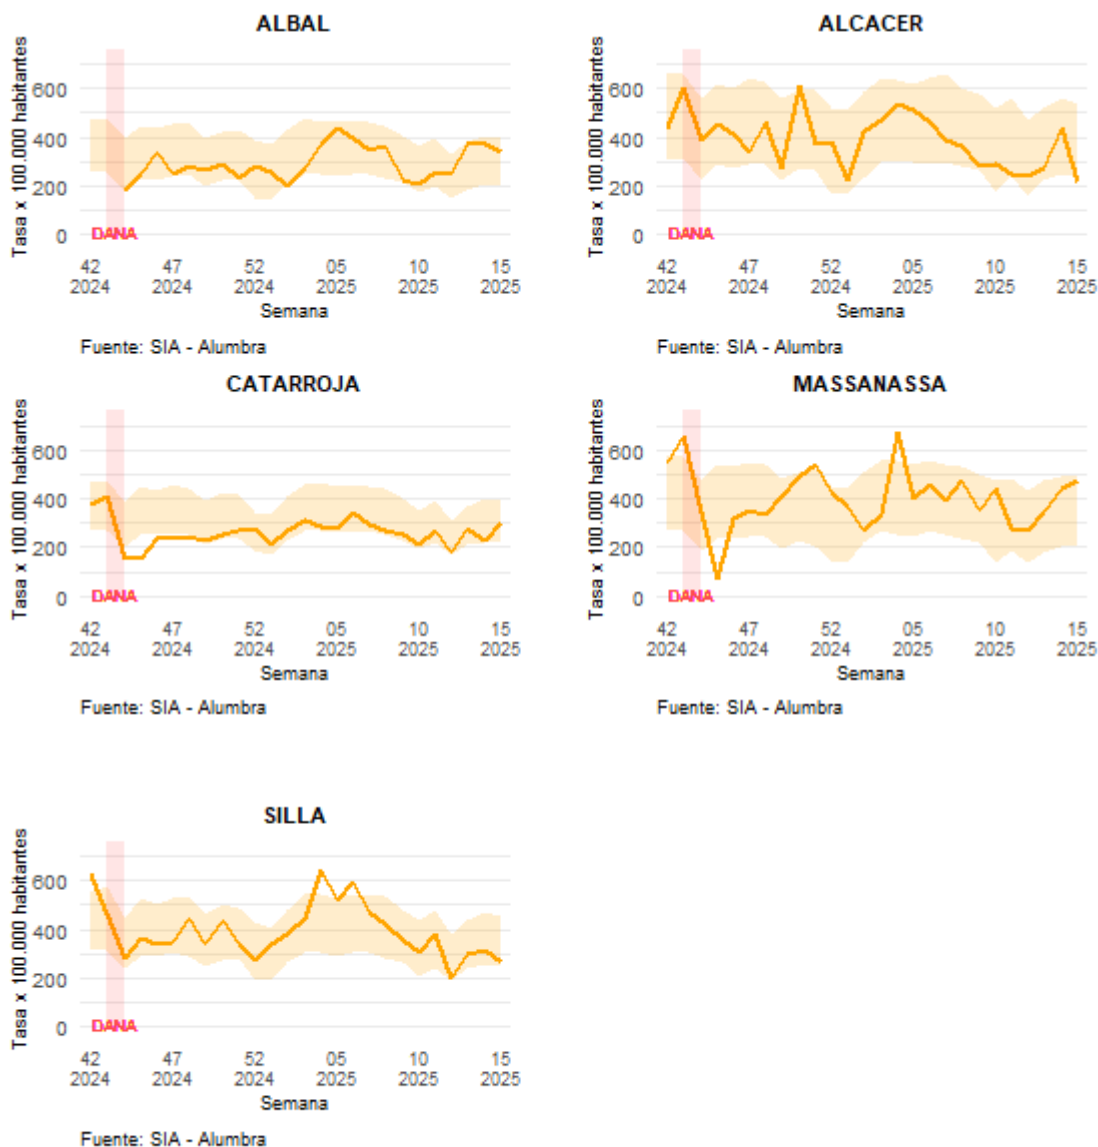 ALBAL
Tasa x 100.000 habitantes
600
400
200
0
DANA
42 47 52 05 10 15
2024 2024 2024 2025 2025 2025
Semana
Fuente: SIA - Alumbra
ALCACER
Tasa x 100.000 habitantes
600
400
200
0
DANA
42 47 52 05 10 15
2024 2024 2024 2025 2025 2025
Semana
Fuente: SIA - Alumbra
CATARROJA
Tasa x 100.000 habitantes
600
400
200
0
DANA
42 47 52 05 10 15
2024 2024 2024 2025 2025 2025
Semana
Fuente: SIA - Alumbra
MASSANASSA
Tasa x 100.000 habitantes
600
400
200
0
DANA
42 47 52 05 10 15
2024 2024 2024 2025 2025 2025
Semana
Fuente: SIA - Alumbra
SILLA
Tasa x 100.000 habitantes
600
400
200
0
DANA
42 47 52 05 10 15
2024 2024 2024 2025 2025 2025
Semana
Fuente: SIA - Alumbra